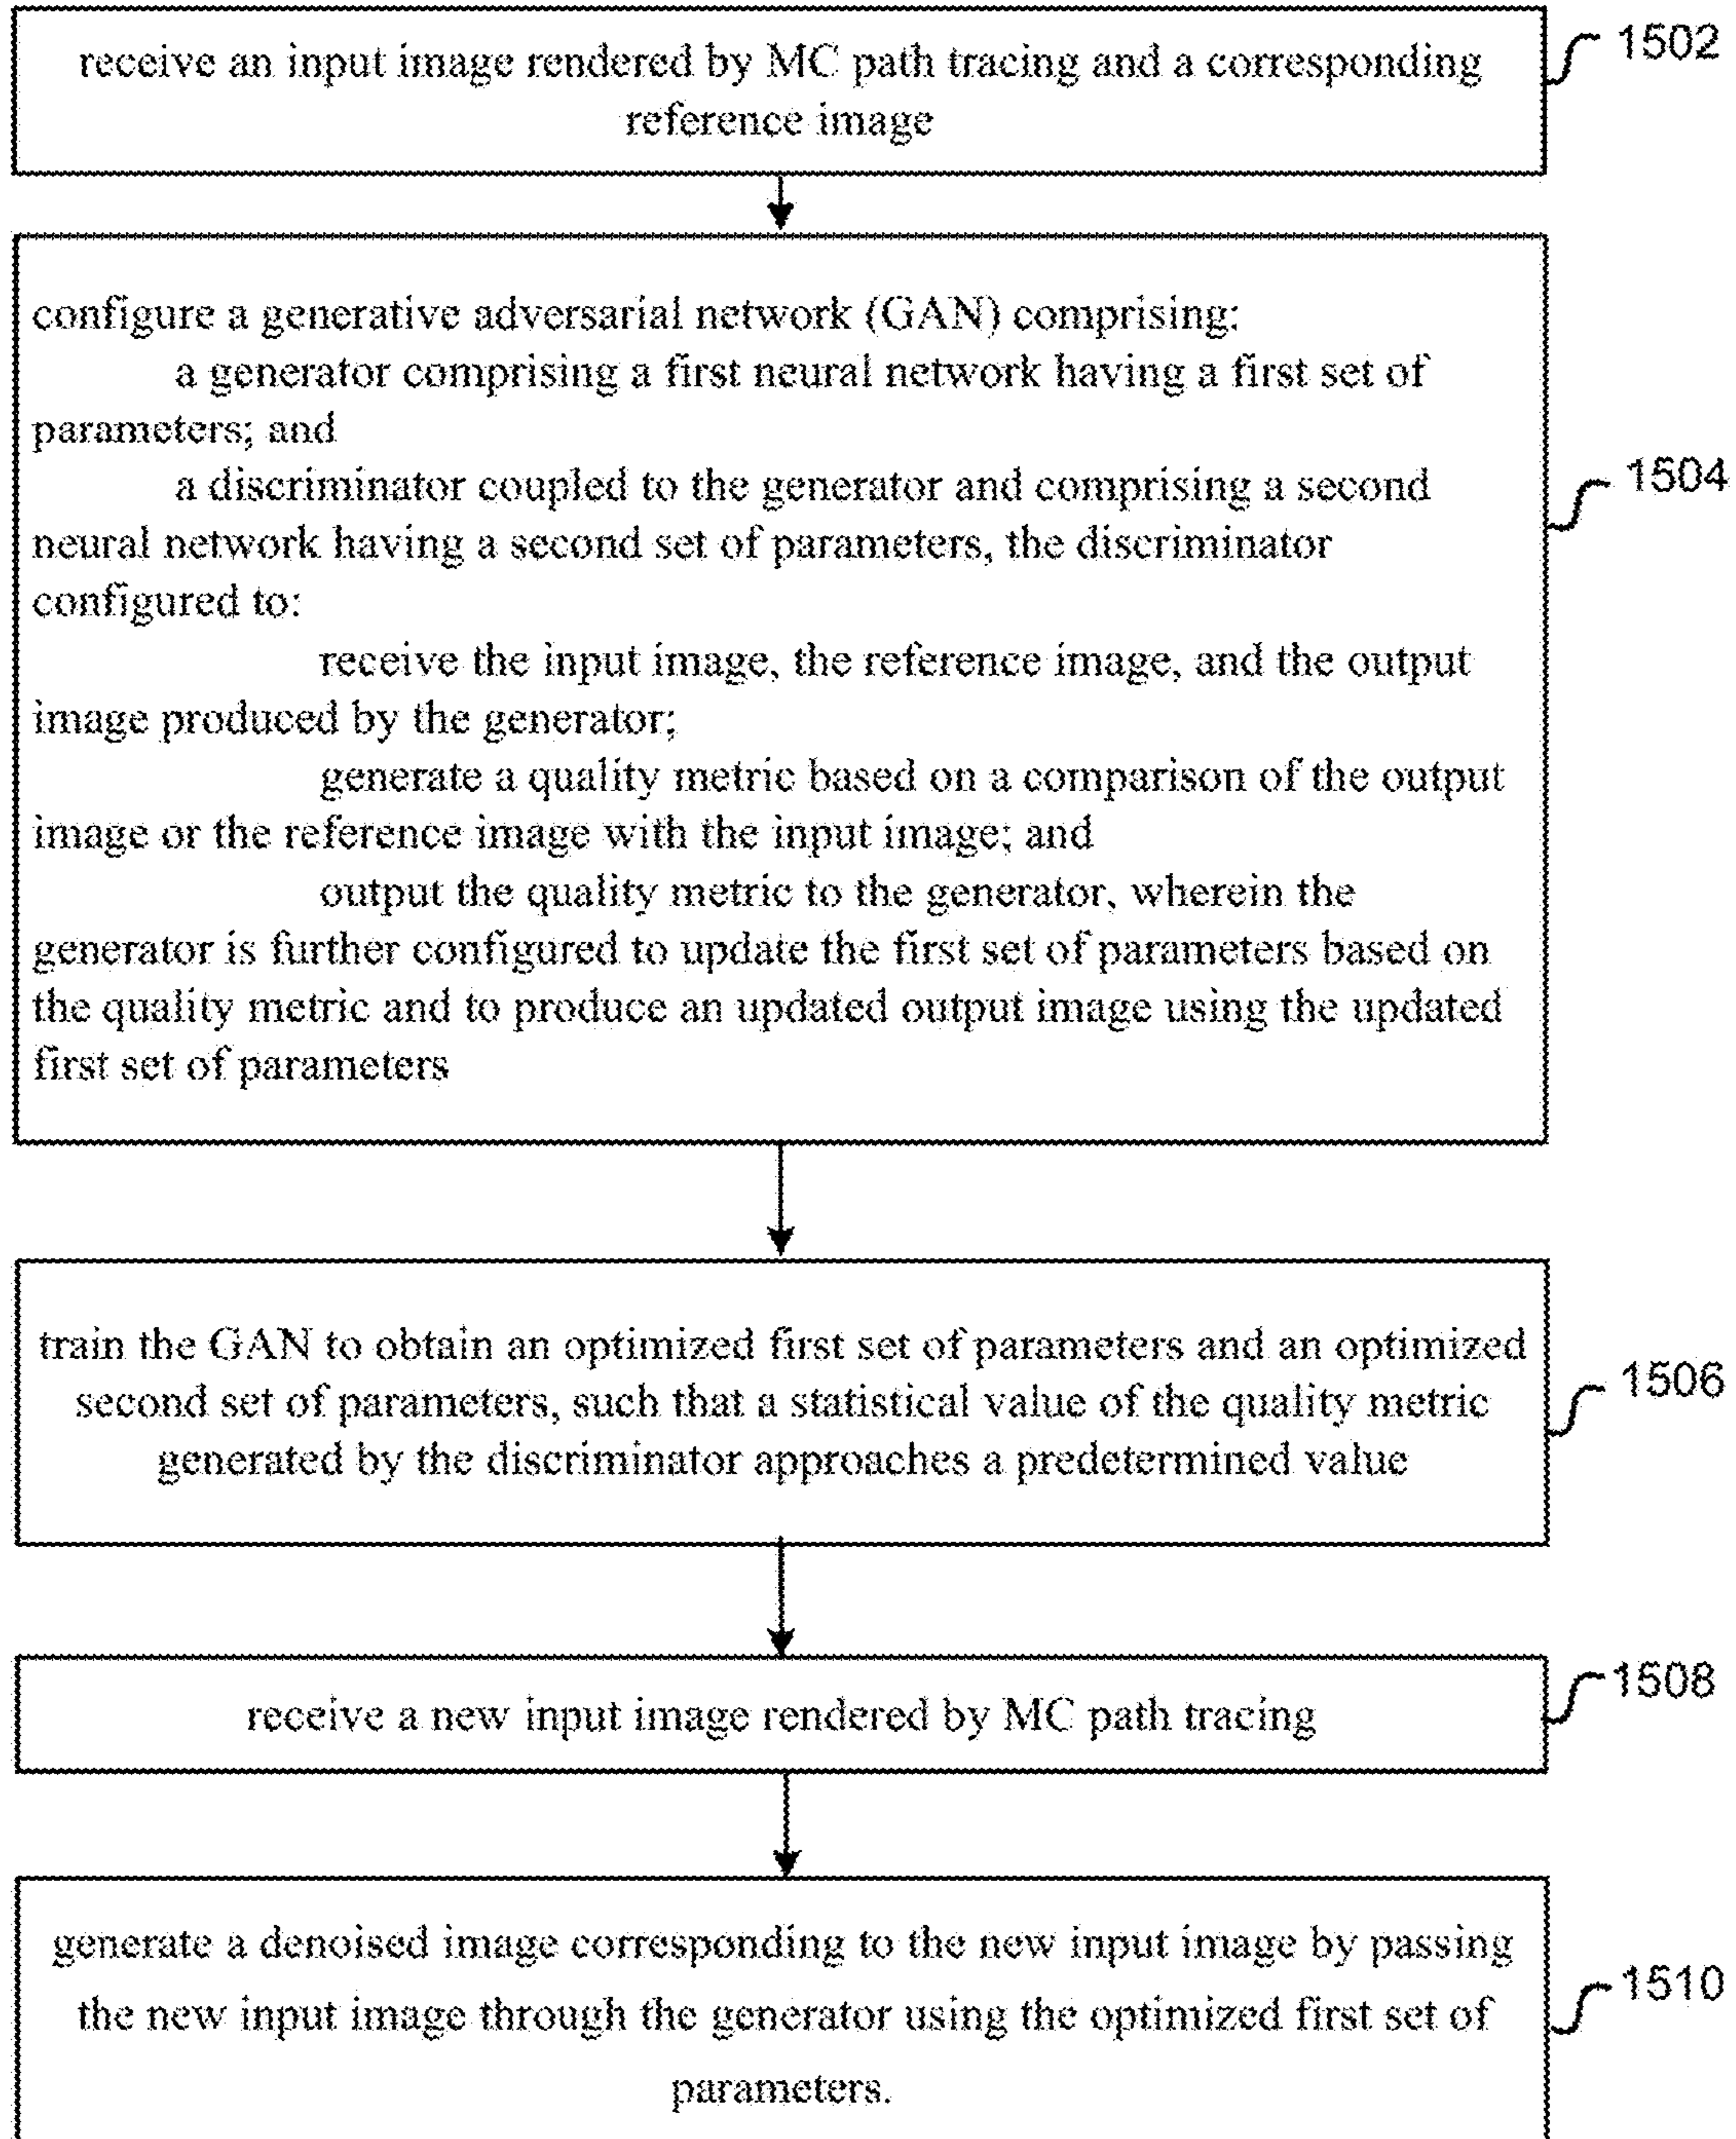 receive an input image rendered by MC path tracing and a corresponding
reference image
1502
configure a generative adversarial network (GAN) comprising:
a generator comprising a first neural network having a first set of
parameters; and
a discriminator coupled to the generator and comprising a second
neural network having a second set of parameters, the discriminator
configured to:
receive the input image, the reference image, and the output
image produced by the generator;
generate a quality metric based on a comparison of the output
image or the reference image with the input image; and
output the quality metric to the generator, wherein the
generator is further configured to update the first set of parameters based on
the quality metric and to produce an updated output image using the updated
first set of parameters
1504
train the GAN to obtain an optimized first set of parameters and an optimized
second set of parameters, such that a statistical value of the quality metric
generated by the discriminator approaches a predetermined value
1506
receive a new input image rendered by MC path tracing
1508
generate a denoised image corresponding to the new input image by passing
the new input image through the generator using the optimized first set of
parameters.
1510